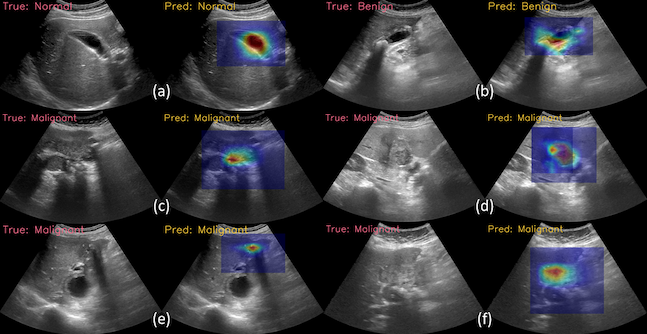 True: Normal Pred: Normal True: Benign Pred: Benign
(a) (b)
True: Malignant Pred: Malignant True: Malignant Pred: Malignant
(c) (d)
True: Malignant Pred: Malignant True: Malignant Pred: Malignant
(e) (f)